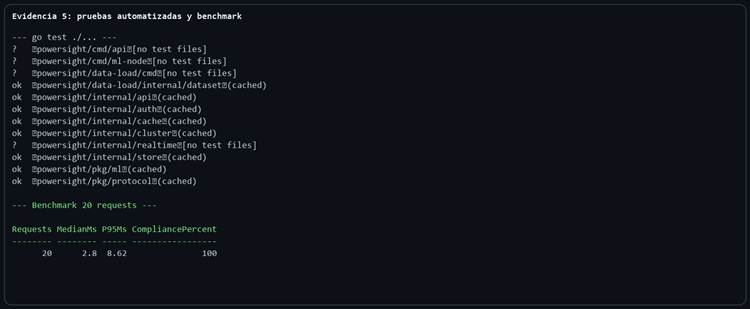 Evidencia 5: pruebas automatizadas y benchmark
--- go test ./... ---
? powersight/cmd/api [no test files]
? powersight/cmd/ml-node [no test files]
? powersight/data-load/cmd [no test files]
ok powersight/data-load/internal/dataset (cached)
ok powersight/internal/api (cached)
ok powersight/internal/auth (cached)
ok powersight/internal/cache (cached)
ok powersight/internal/cluster (cached)
? powersight/internal/realtime [no test files]
ok powersight/internal/store (cached)
ok powersight/pkg/ml (cached)
ok powersight/pkg/protocol (cached)
--- Benchmark 20 requests ---
Requests MedianMs P95Ms CompliancePercent
-------- -------- ----- -----------------
20 2.8 8.62 100